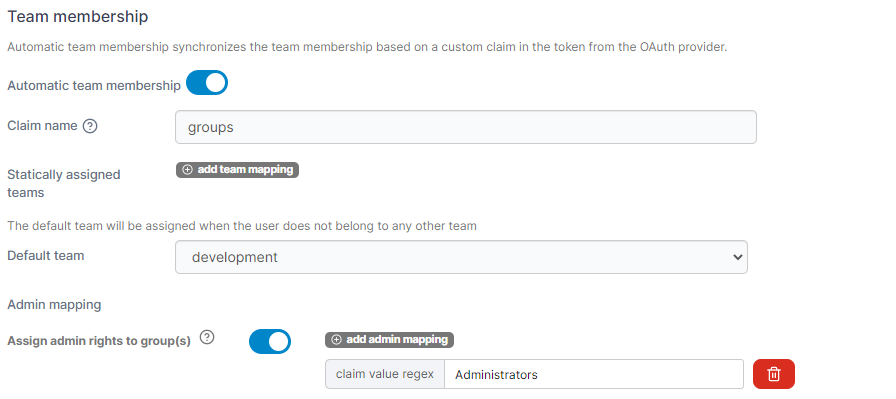 Team membership
Automatic team membership synchronizes the team membership based on a custom claim in the token from the OAuth provider.
Automatic team membership
Claim name
groups
Statically assigned
teams
add team mapping
The default team will be assigned when the user does not belong to any other team
Default team
development
Admin mapping
Assign admin rights to group(s)
add admin mapping
claim value regex
Administrators